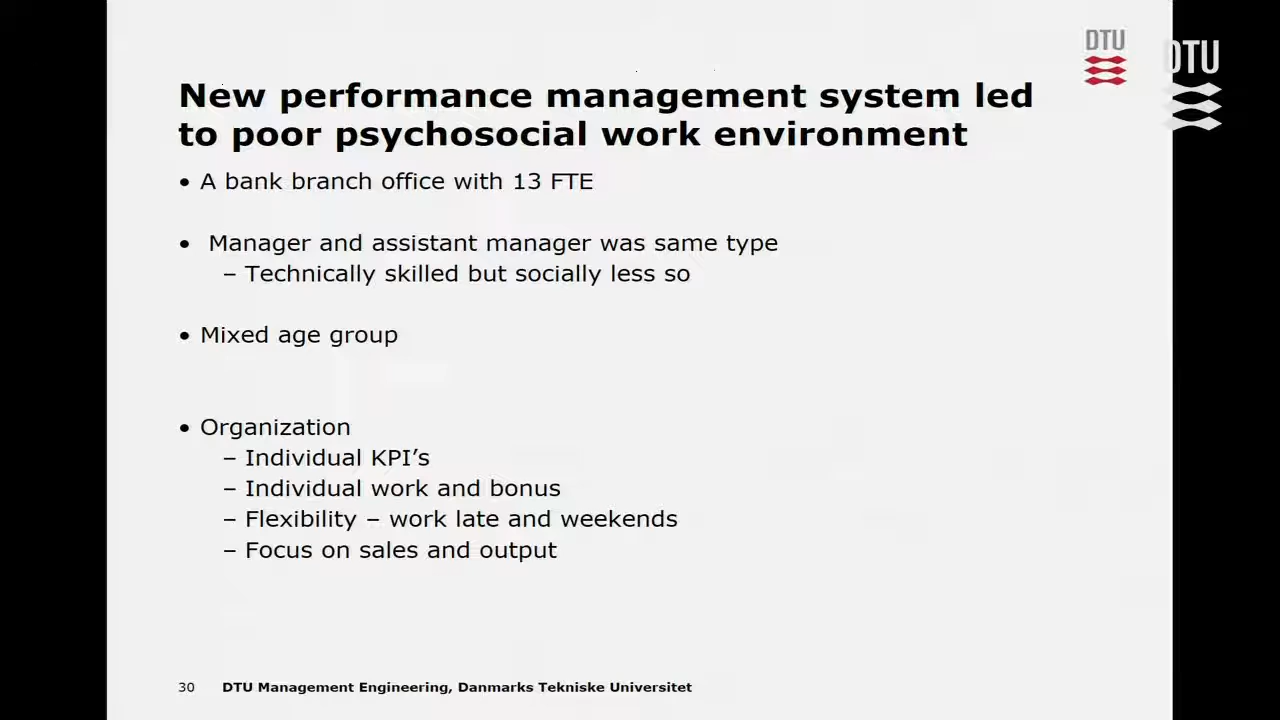 DTU
DTU
New performance management system led
to poor psychosocial work environment
• A bank branch office with 13 FTE
• Manager and assistant manager was same type
– Technically skilled but socially less so
• Mixed age group
• Organization
– Individual KPI’s
– Individual work and bonus
– Flexibility – work late and weekends
– Focus on sales and output
30 DTU Management Engineering, Danmarks Tekniske Universitet